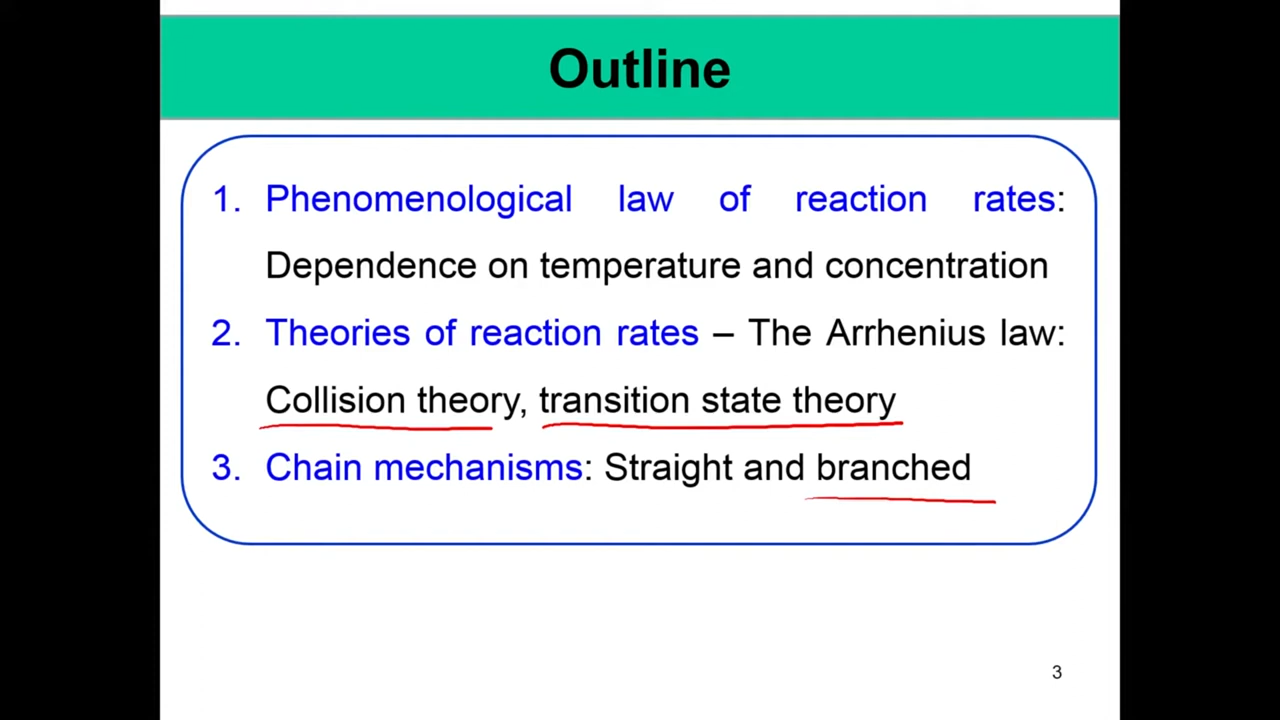 Outline
1. Phenomenological law of reaction rates:
Dependence on temperature and concentration
2. Theories of reaction rates – The Arrhenius law:
Collision theory, transition state theory
3. Chain mechanisms: Straight and branched
3